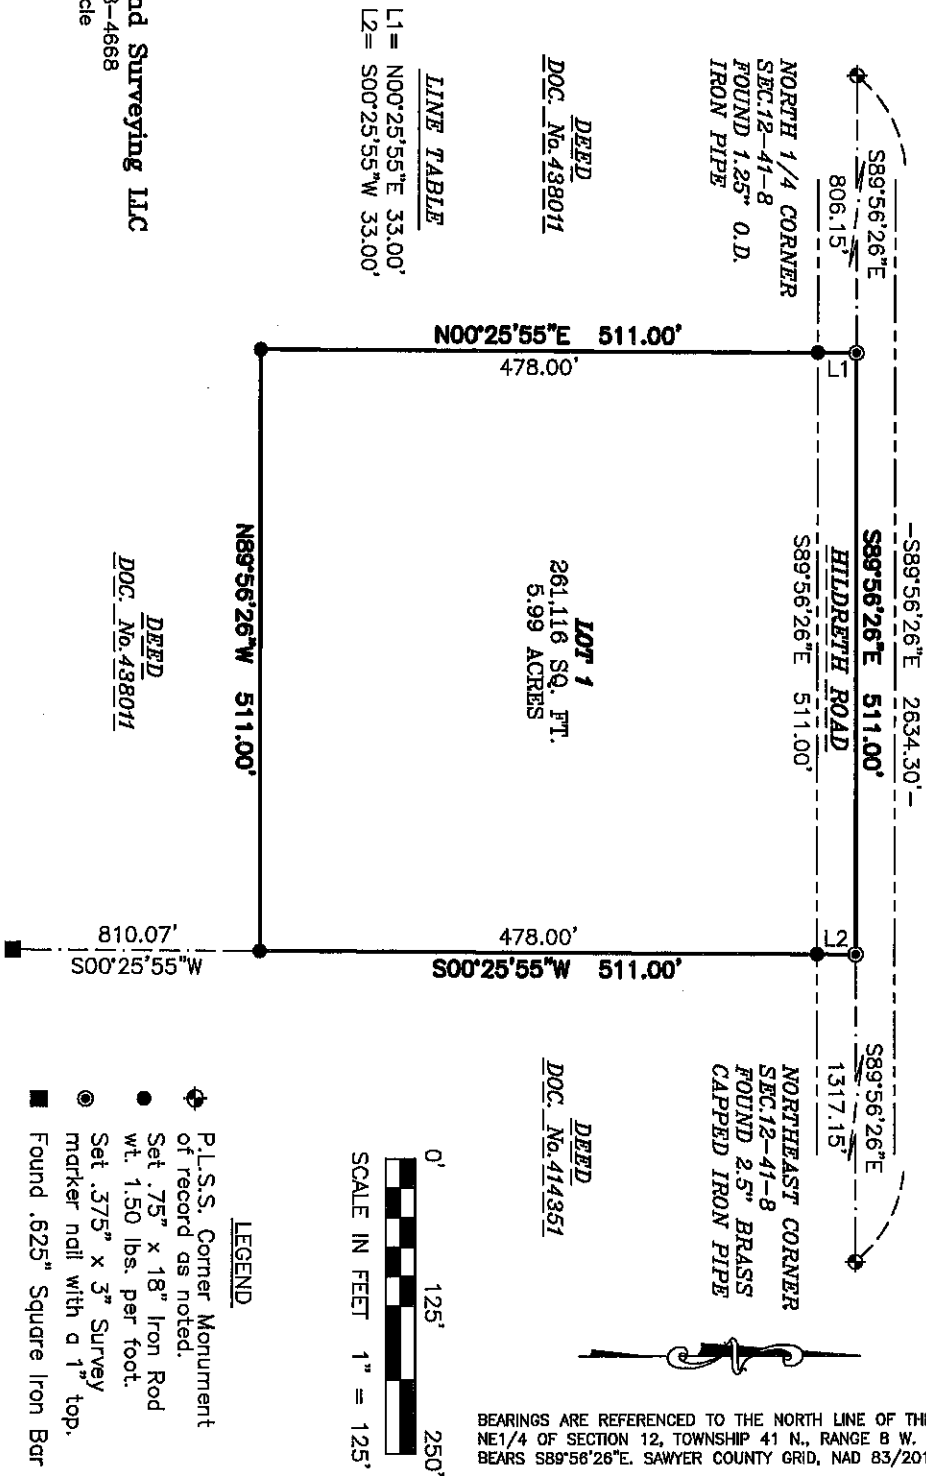 -S89°56'26"E 2634.30'-
S89°56'26"E
806.15'
S89°56'26"E 511.00'
HILDRETH ROAD
S89°56'26"E 511.00'
S89°56'26"E
1317.15'
L1
L2
NORTH 1/4 CORNER
SEC.12-41-8
FOUND 1.25" O.D.
IRON PIPE
NORTHEAST CORNER
SEC.12-41-8
FOUND 2.5" BRASS
CAPPED IRON PIPE
DEED
DOC. No.438011
N00°25'55"E 511.00'
478.00'
LOT 1
261,116 SQ. FT.
5.99 ACRES
478.00'
S00°25'55"W 511.00'
DEED
DOC. No.414351
LINE TABLE
L1= N00°25'55"E 33.00'
L2= S00°25'55"W 33.00'
N89°56'26"W 511.00'
DEED
DOC. No.438011
810.07'
S00°25'55"W
0' 125' 250'
SCALE IN FEET 1" = 125'
LEGEND
P.L.S.S. Corner Monument
of record as noted.
Set .75" x 18" Iron Rod
wt. 1.50 lbs. per foot.
Set .375" x 3" Survey
marker nail with a 1" top.
Found .625" Square Iron Bar
BEARINGS ARE REFERENCED TO THE NORTH LINE OF THE
NE1/4 OF SECTION 12, TOWNSHIP 41 N., RANGE 8 W.
BEARS S89°56'26"E. SAWYER COUNTY GRID, NAD 83/201
nd Surveying LLC
-4668
cle